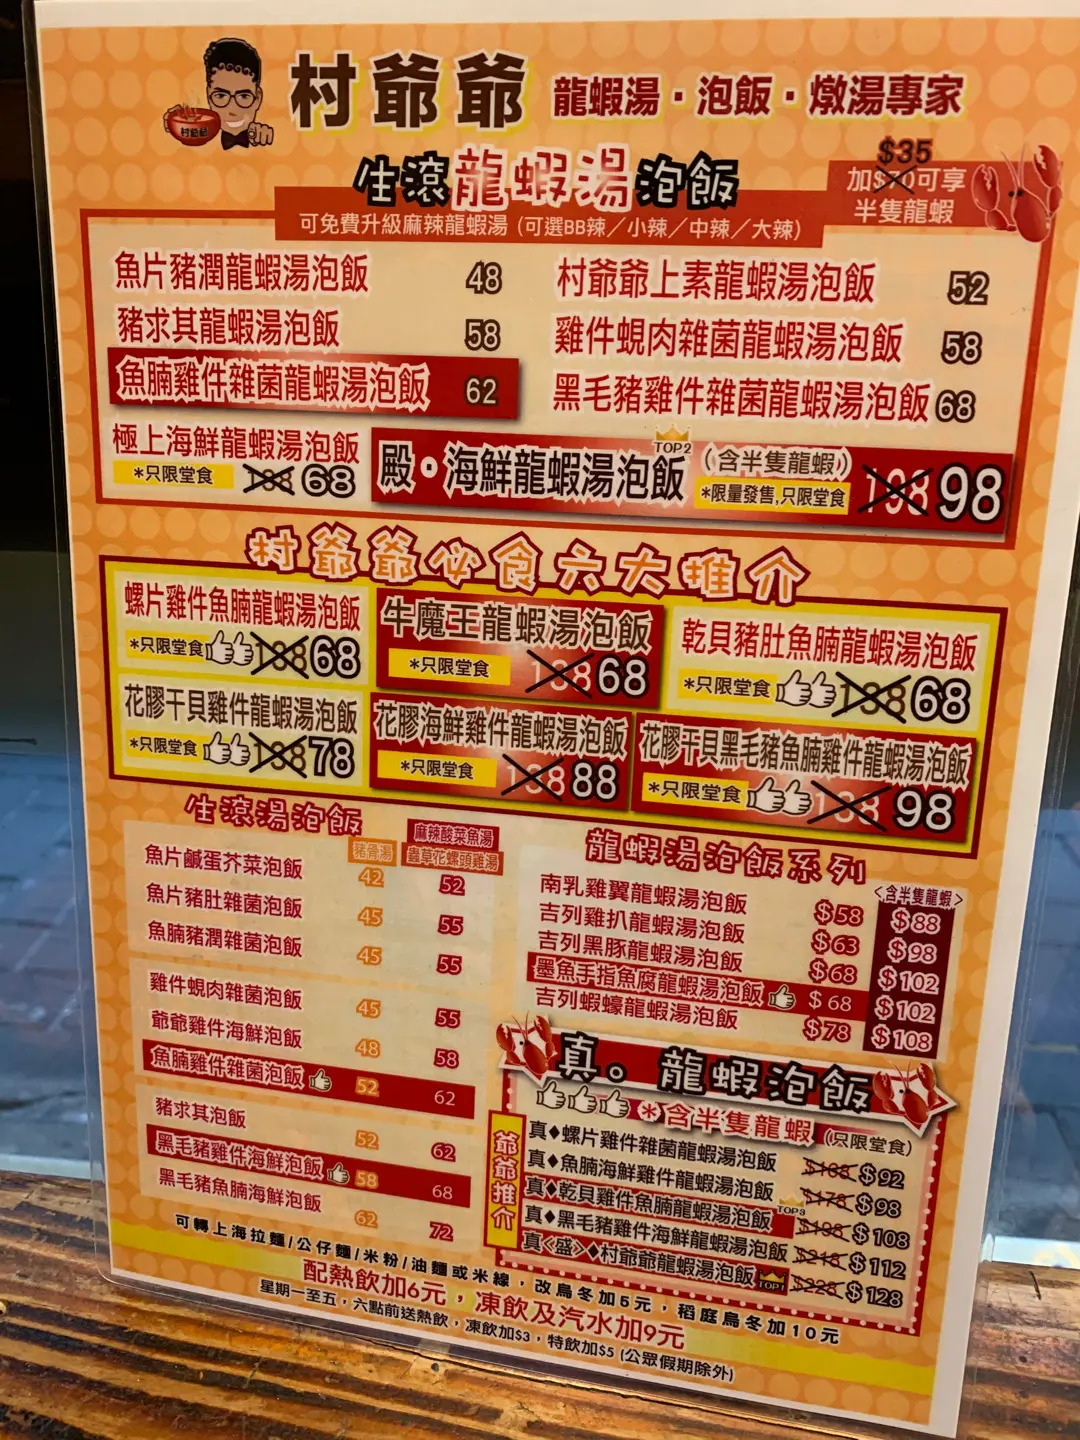 村爺爺 龍蝦湯·泡飯·燉湯專家
村爺爺
生滾龍蝦湯泡飯
$35
加$70可享
半隻龍蝦
可免費升級麻辣龍蝦湯 (可選BB辣/小辣/中辣/大辣)
魚片豬潤龍蝦湯泡飯 48
村爺爺上素龍蝦湯泡飯 52
豬求其龍蝦湯泡飯 58
雞件蜆肉雜菌龍蝦湯泡飯 58
魚腩雞件雜菌龍蝦湯泡飯 62
黑毛豬雞件雜菌龍蝦湯泡飯 68
極上海鮮龍蝦湯泡飯
*只限堂食 68
TOP2
殿·海鮮龍蝦湯泡飯 (含半隻龍蝦)
*限量發售,只限堂食 198 98
村爺爺必食六大推介
螺片雞件魚腩龍蝦湯泡飯
*只限堂食 138 68
牛魔王龍蝦湯泡飯
*只限堂食 138 68
乾貝豬肚魚腩龍蝦湯泡飯
*只限堂食 138 68
花膠干貝雞件龍蝦湯泡飯
*只限堂食 138 78
花膠海鮮雞件龍蝦湯泡飯
*只限堂食 138 88
花膠干貝黑毛豬魚腩雞件龍蝦湯泡飯
*只限堂食 138 98
生滾湯泡飯
豬骨湯
麻辣酸菜魚湯
蟲草花螺頭雞湯
魚片鹹蛋芥菜泡飯 42 52
魚片豬肚雜菌泡飯 45 55
魚腩豬潤雜菌泡飯 45 55
雞件蜆肉雜菌泡飯 45 55
爺爺雞件海鮮泡飯 48 58
魚腩雞件雜菌泡飯 52 62
豬求其泡飯 52 62
黑毛豬雞件海鮮泡飯 58 68
黑毛豬魚腩海鮮泡飯 62 72
龍蝦湯泡飯系列
<含半隻龍蝦>
南乳雞翼龍蝦湯泡飯 $58 $88
吉列雞扒龍蝦湯泡飯 $63 $98
吉列黑豚龍蝦湯泡飯 $68 $102
墨魚手指魚腐龍蝦湯泡飯 $68 $102
吉列蝦蠔龍蝦湯泡飯 $78 $108
真。龍蝦泡飯
*含半隻龍蝦 (只限堂食)
爺爺推介
真◆螺片雞件雜菌龍蝦湯泡飯 $168 $92
真◆魚腩海鮮雞件龍蝦湯泡飯 $178 $98
真◆乾貝雞件魚腩龍蝦湯泡飯 TOP3 $198 $108
真◆黑毛豬雞件海鮮龍蝦湯泡飯 $218 $112
真<盛>◆村爺爺龍蝦湯泡飯 TOP1 $228 $128
可轉上海拉麵/公仔麵/米粉/油麵或米線，改烏冬加5元，稻庭烏冬加10元
配熱飲加6元，凍飲及汽水加9元
星期一至五，六點前送熱飲，凍飲加$3，特飲加$5 (公眾假期除外)